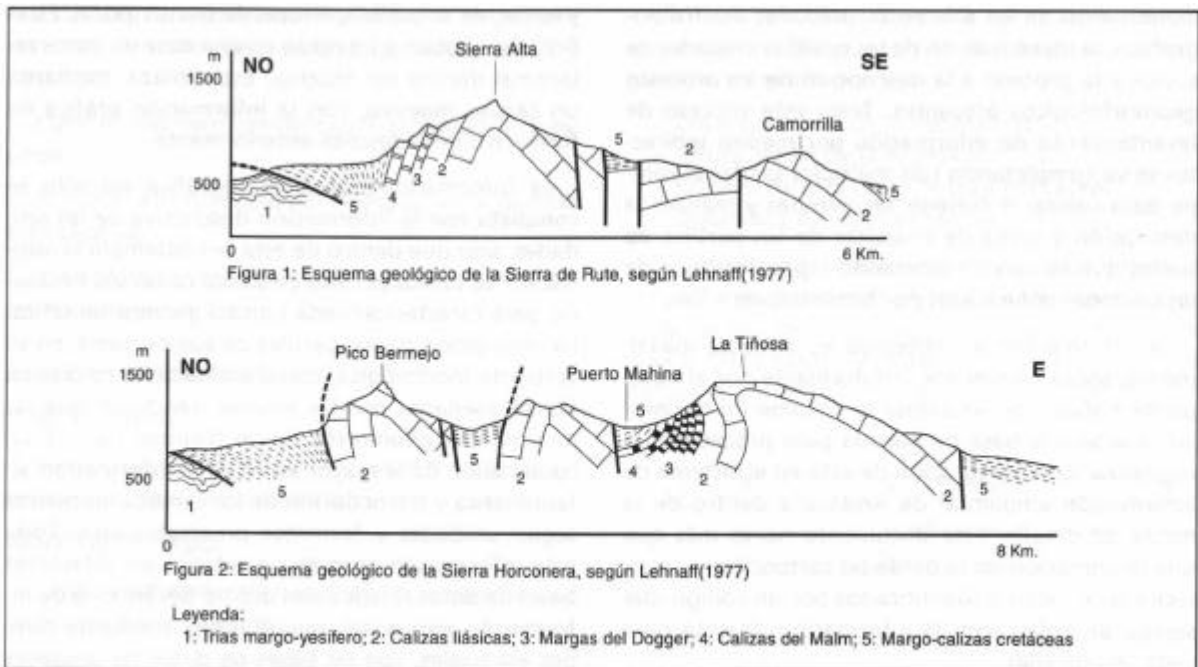 Sierra Alta
m
1500
NO
SE
Camorrilla
5
2
500
1
5
4
3
2
5
2
0
6 Km.
Figura 1: Esquema geológico de la Sierra de Rute, según Lehnaff(1977)
La Tiñosa
Pico Bermejo
m
1500
NO
Puerto Mahina
E
5
500
5
4
3
2
1
5
2
2
2
5
0
8 Km.
Figura 2: Esquema geológico de la Sierra Horconera, según Lehnaff(1977)
Leyenda:
1: Trías margo-yesífero; 2: Calizas liásicas; 3: Margas del Dogger; 4: Calizas del Malm; 5: Margo-calizas cretáceas